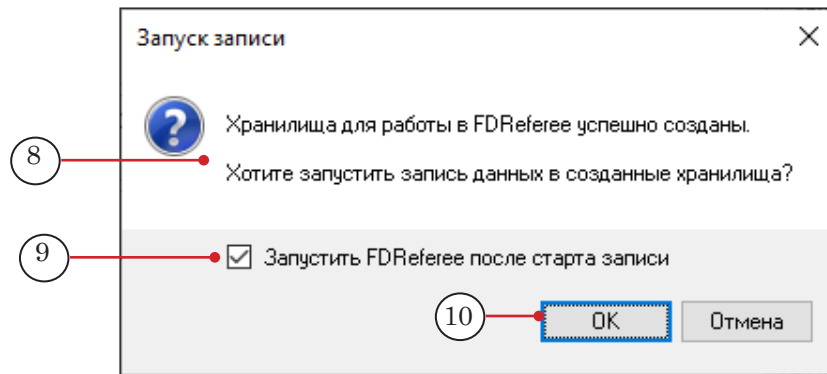 Запуск записи
Хранилища для работы в FDReferee успешно созданы.
8
Хотите запустить запись данных в созданные хранилища?
9
Запустить FDReferee после старта записи
10
OK
Отмена